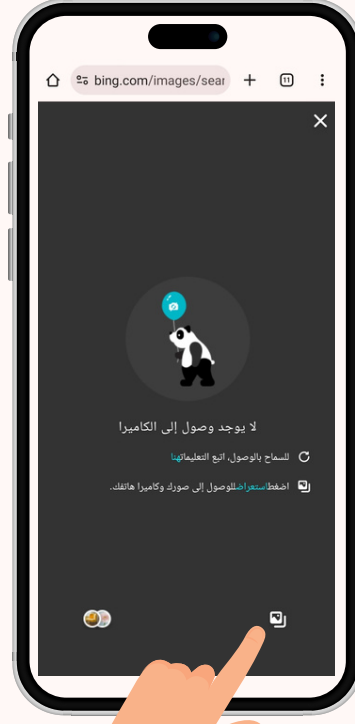 bing.com/images/sear
11
لا يوجد وصول إلى الكاميرا
للسماح بالوصول، اتبع التعليماتهنا
اضغطاستعراضللوصول إلى صورك وكاميرا هاتفك.